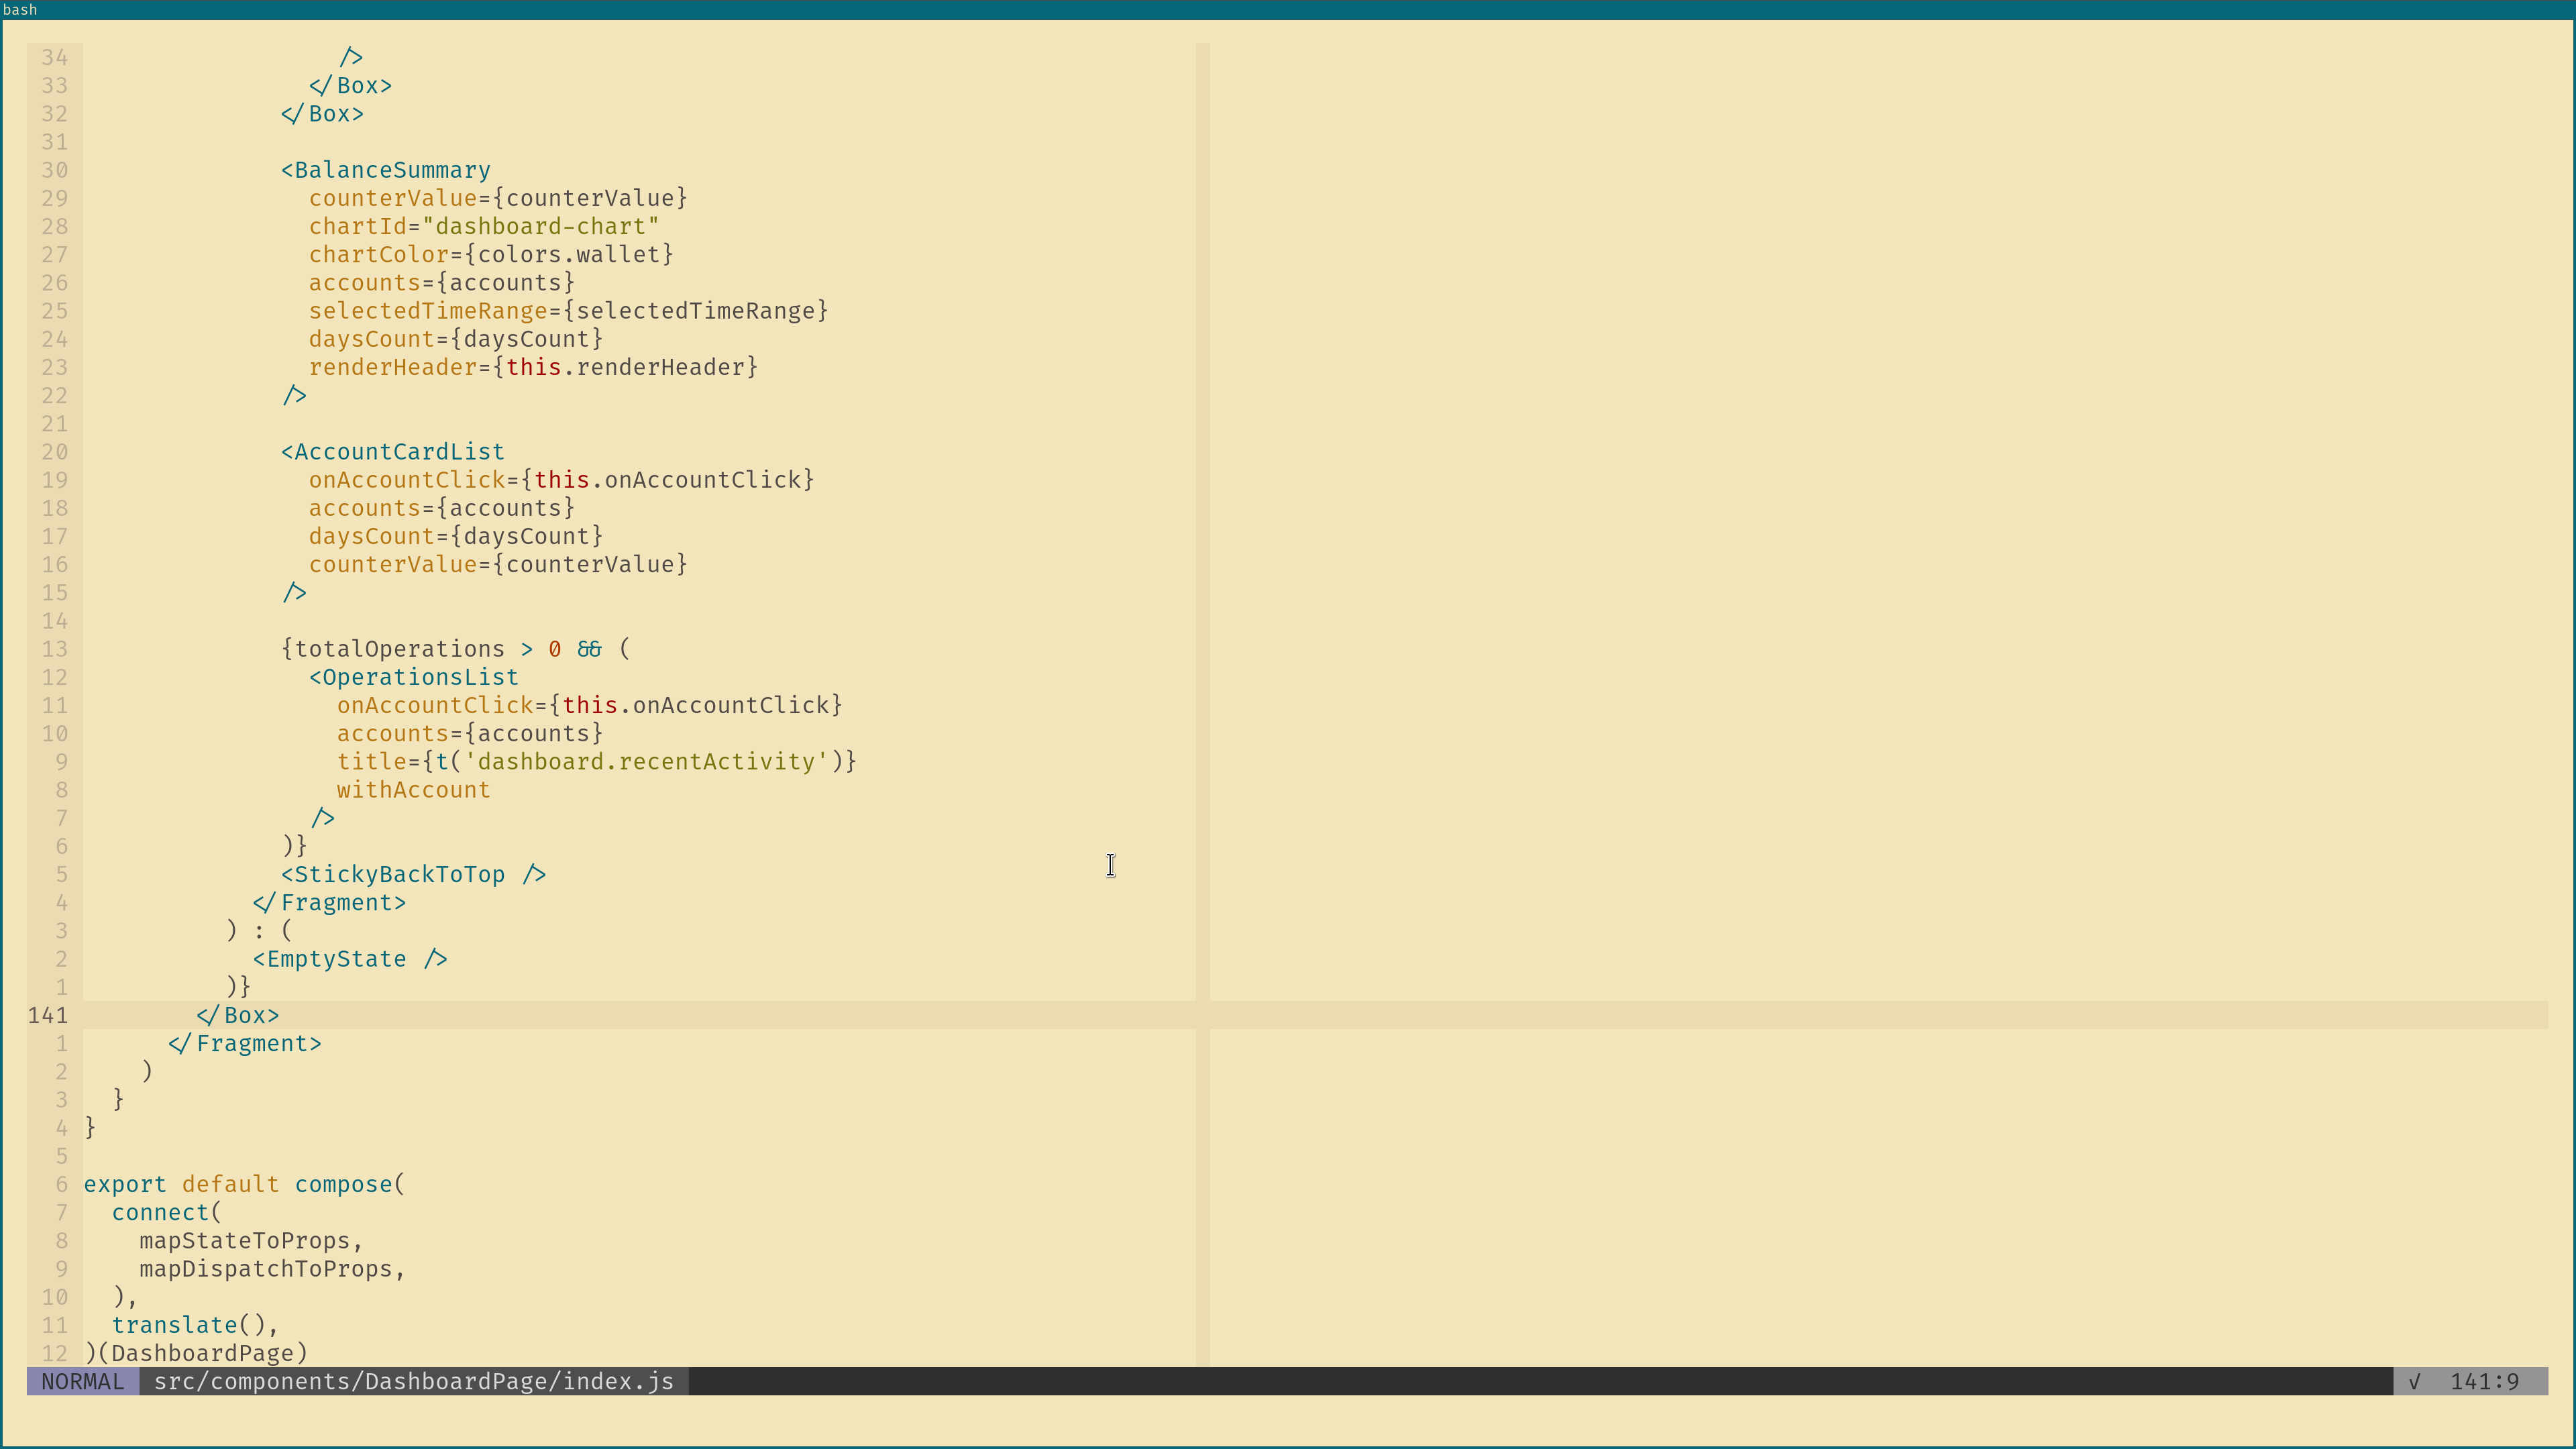 bash
34                   />
33                 </Box>
32               </Box>
31
30               <BalanceSummary
29                 counterValue={counterValue}
28                 chartId="dashboard-chart"
27                 chartColor={colors.wallet}
26                 accounts={accounts}
25                 selectedTimeRange={selectedTimeRange}
24                 daysCount={daysCount}
23                 renderHeader={this.renderHeader}
22               />
21
20               <AccountCardList
19                 onAccountClick={this.onAccountClick}
18                 accounts={accounts}
17                 daysCount={daysCount}
16                 counterValue={counterValue}
15               />
14
13               {totalOperations > 0 && (
12                 <OperationsList
11                   onAccountClick={this.onAccountClick}
10                   accounts={accounts}
9                   title={t('dashboard.recentActivity')}
8                   withAccount
7                 />
6               )}
5               <StickyBackToTop />
4             </Fragment>
3           ) : (
2             <EmptyState />
1           )}
141         </Box>
1       </Fragment>
2     )
3   }
4 }
5
6 export default compose(
7   connect(
8     mapStateToProps,
9     mapDispatchToProps,
10   ),
11   translate(),
12 )(DashboardPage)
NORMAL src/components/DashboardPage/index.js √ 141:9